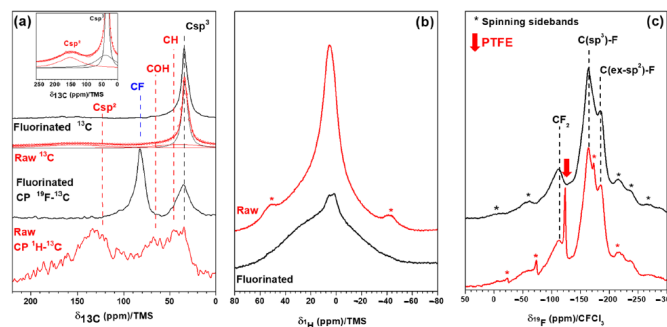 (a)
Csp³
Csp²
Csp³
250 200 150 100 50 0
δ13C (ppm)/TMS
CH
COH
CF
Csp²
Fluorinated ¹³C
Raw ¹³C
Fluorinated
CP ¹⁹F-¹³C
Raw
CP ¹H-¹³C
200 150 100 50 0
δ13C (ppm)/TMS
(b)
*
*
Raw
Fluorinated
80 60 40 20 0 -20 -40 -60 -80
δ¹H (ppm)/TMS
(c)
* Spinning sidebands
PTFE
C(sp³)-F
C(ex-sp²)-F
CF₂
* * * * *
* * * *
50 0 -50 -100 -150 -200 -250 -300
δ¹⁹F (ppm)/CFCl₃